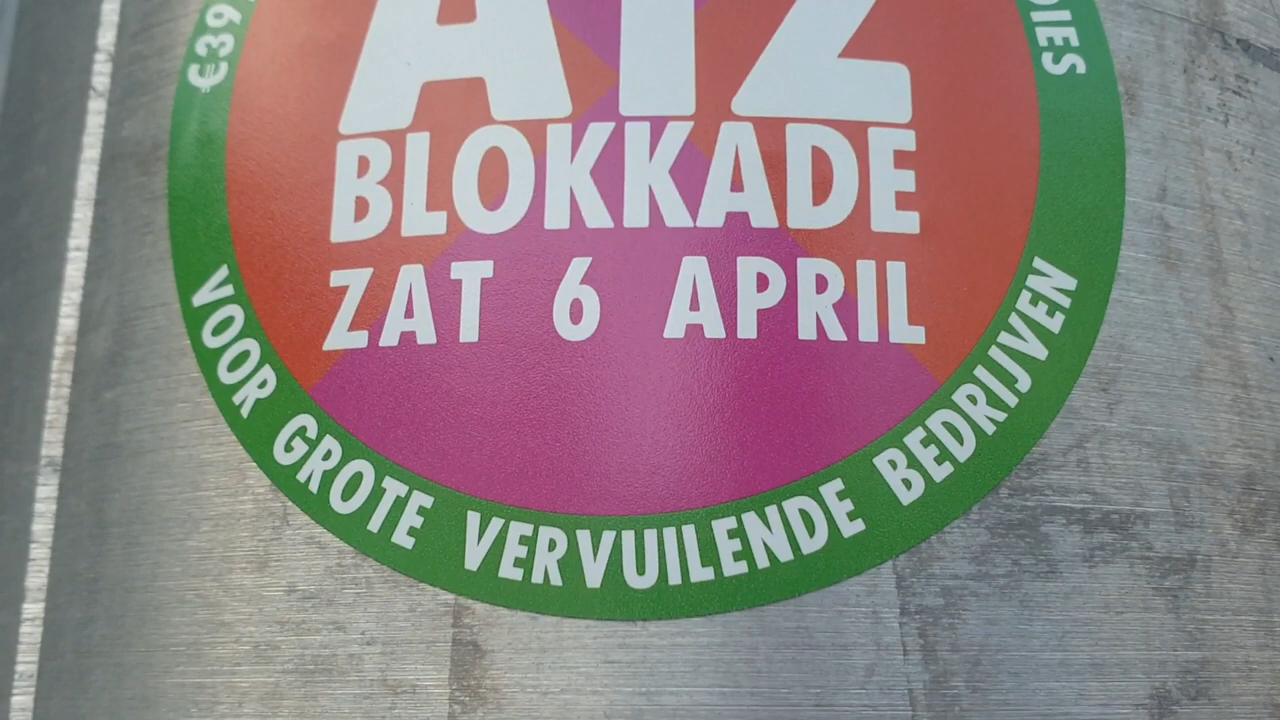 A12
BLOKKADE
ZAT 6 APRIL
€39
VOOR GROTE VERVUILENDE BEDRIJVEN